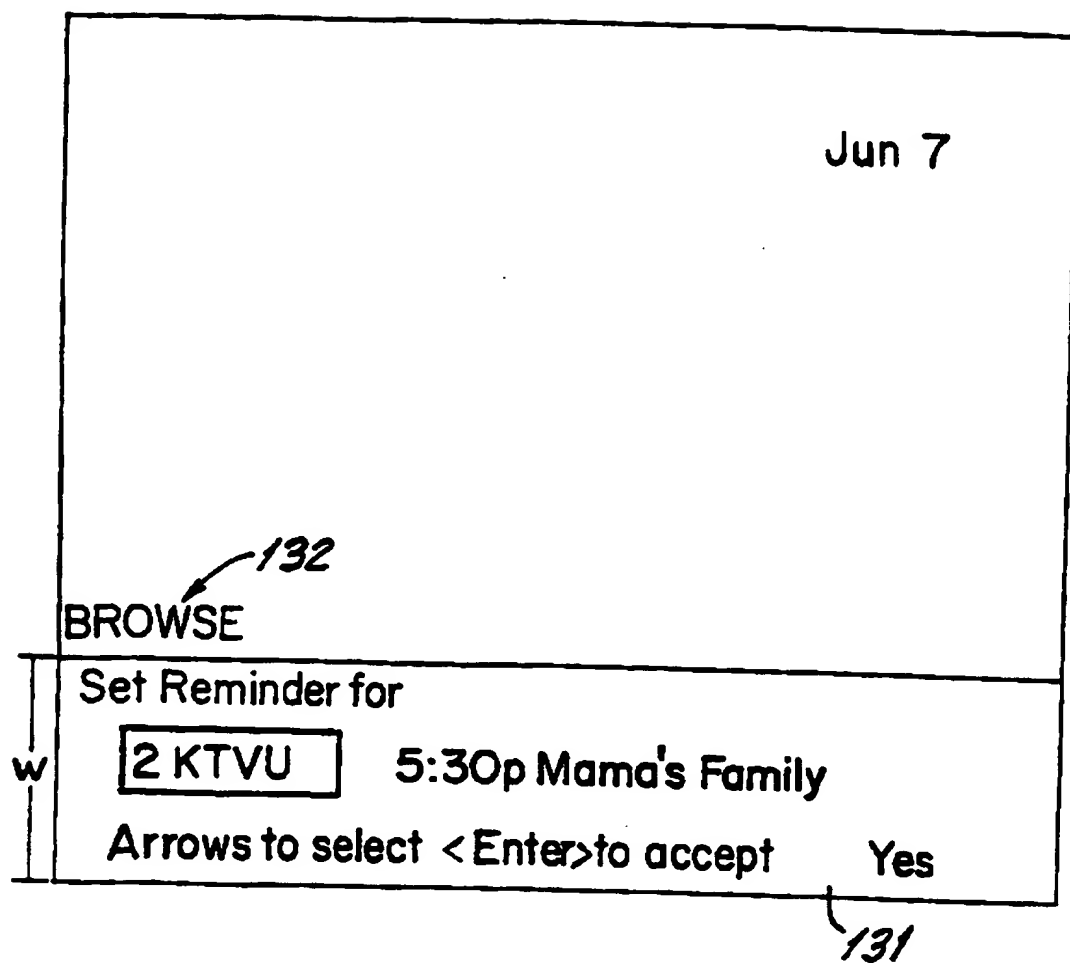 Jun 7
132
BROWSE
Set Reminder for
W
2 KTVU 5:30p Mama's Family
Arrows to select <Enter>to accept Yes
131